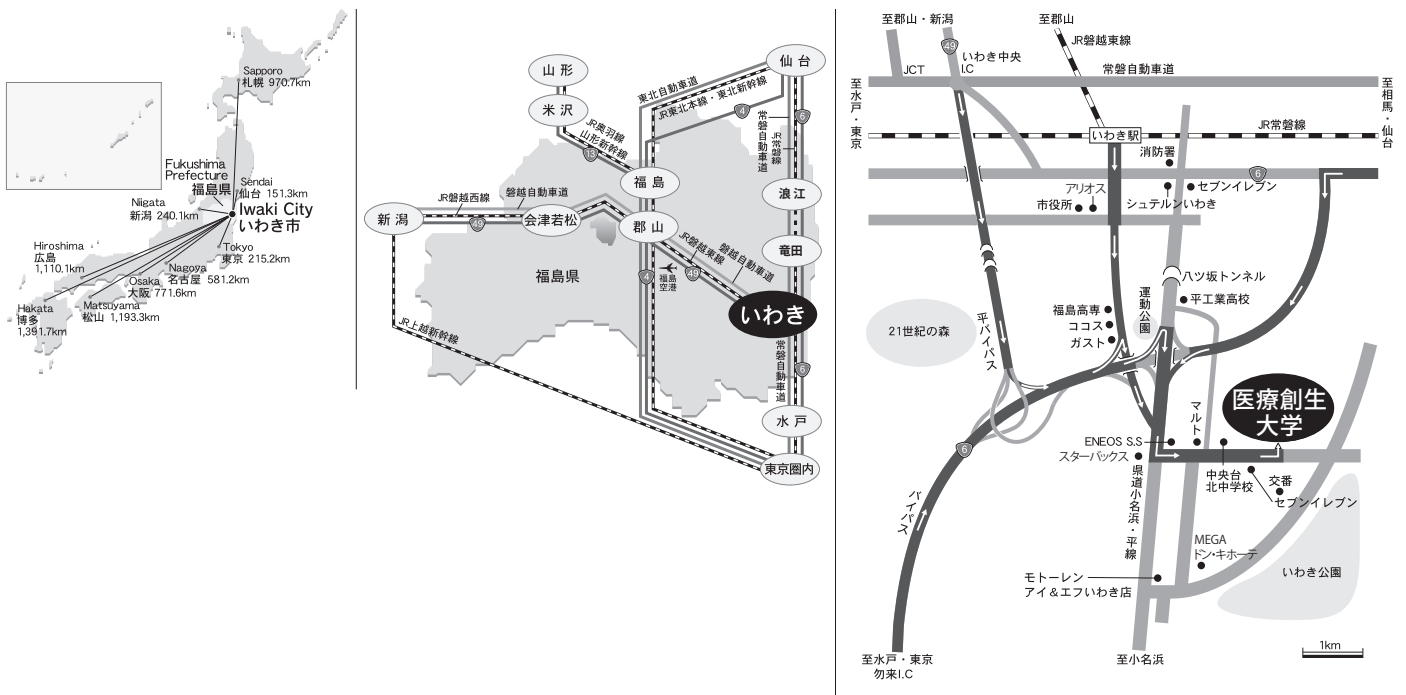 Sapporo
札幌 970.7km
Fukushima
Prefecture
福島県
Sendai
仙台 151.3km
Niigata
新潟 240.1km
Iwaki City
いわき市
Tokyo
東京 215.2km
Hiroshima
広島
1,110.1km
Nagoya
名古屋 581.2km
Osaka
大阪 771.6km
Hakata
博多
1,391.7km
Matsuyama
松山 1,193.3km
山形
米沢
仙台
東北自動車道
JR東北本線・東北新幹線
4
6
JR奥羽線
山形新幹線
13
常磐自動車道
JR常磐線
福島
浪江
JR磐越西線
磐越自動車道
新潟
49
会津若松
郡山
竜田
JR磐越東線
磐越自動車道
福島県
4
福島
空港
49
いわき
JR上越新幹線
常磐自動車道
6
水戸
東京圏内
至郡山・新潟
至郡山
49
JR磐越東線
いわき中央
I.C
JCT
常磐自動車道
至水戸・東京
至相馬・仙台
いわき駅
JR常磐線
消防署
6
アリオス
セブンイレブン
市役所
シュテルンいわき
八ツ坂トンネル
運動公園
平工業高校
福島高専
ココス
ガスト
21世紀の森
平バイパス
医療創生
大学
マルト
ENEOS S.S
スターバックス
6
中央台
北中学校
交番
セブンイレブン
県道小名浜・平線
バイパス
MEGA
ドン・キホーテ
モトーレン
アイ＆エフいわき店
いわき公園
1km
至水戸・東京
勿来I.C
至小名浜